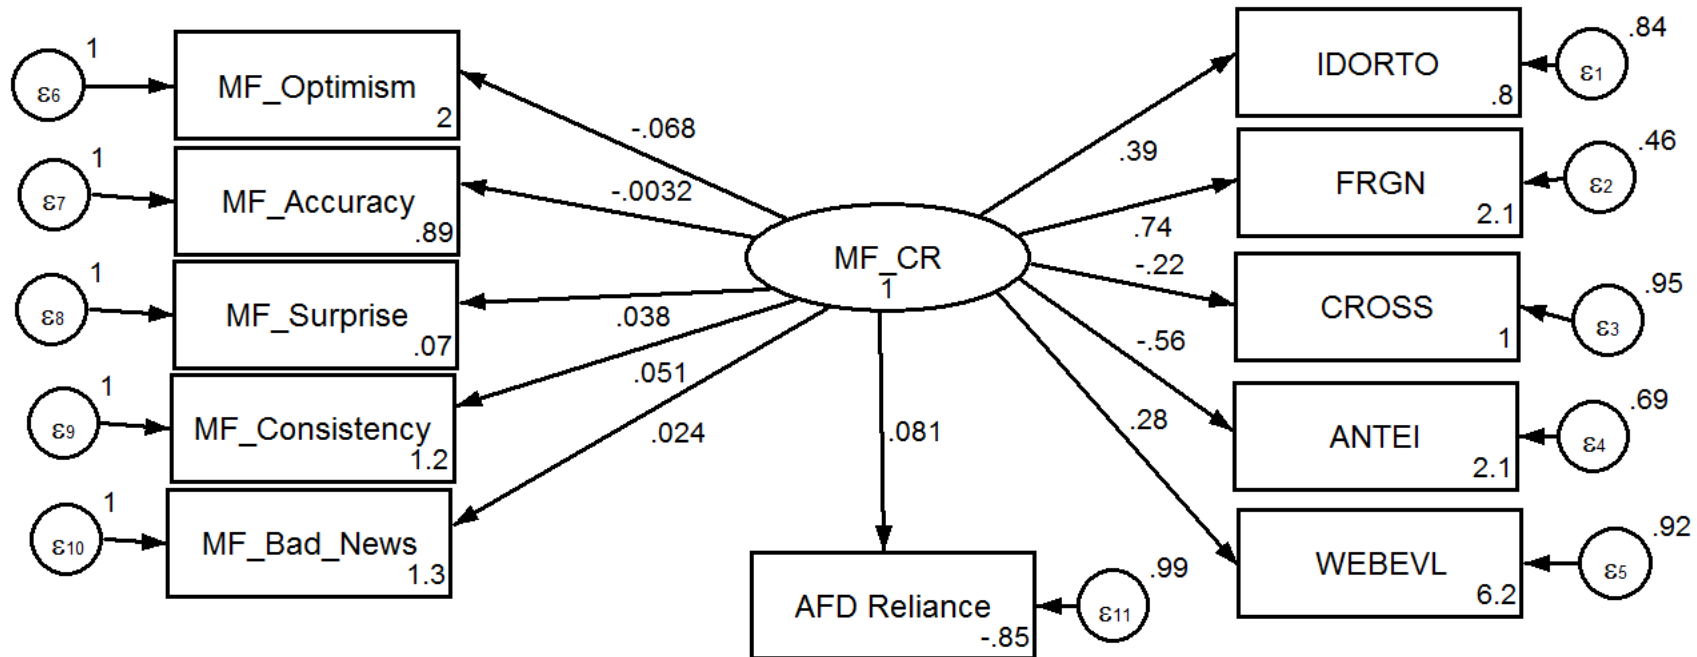 1
ε6
MF_Optimism
2
1
ε7
MF_Accuracy
.89
1
ε8
MF_Surprise
.07
1
ε9
MF_Consistency
1.2
1
ε10
MF_Bad_News
1.3
-.068
-.0032
.038
.051
.024
MF_CR
1
.081
AFD Reliance
-.85
.99
ε11
.39
.74
-.22
-.56
.28
IDORTO
.8
.84
ε1
FRGN
2.1
.46
ε2
CROSS
1
.95
ε3
ANTEI
2.1
.69
ε4
WEBEVL
6.2
.92
ε5